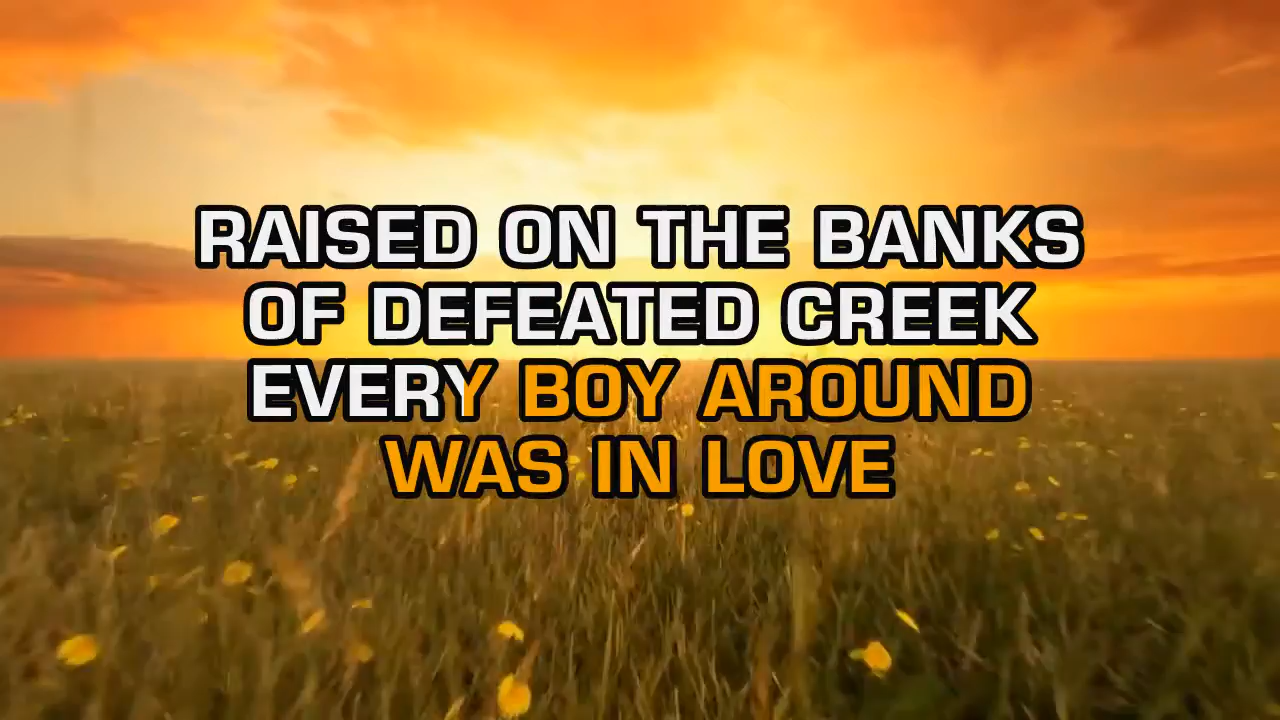 RAISED ON THE BANKS
OF DEFEATED CREEK
EVERY BOY AROUND
WAS IN LOVE